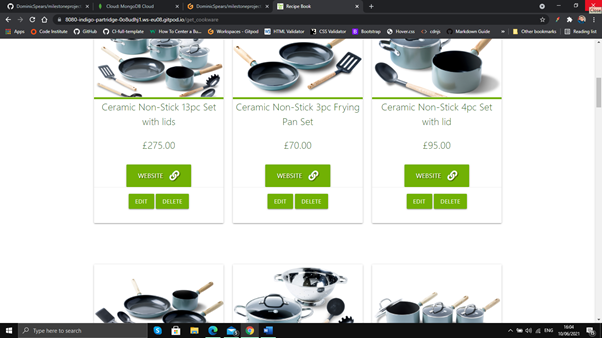 DominicSpears/milestoneprojec
Cloud: MongoDB Cloud
DominicSpears/milestoneproject
Recipe Book
8080-indigo-partridge-0o8udhj1.ws-eu08.gitpod.io/get_cookware
Apps
Code Institute
GitHub
CI-full-template
How To Center a Bu...
Workspaces - Gitpod
HTML Validator
CSS Validator
Bootstrap
Hover.css
cdnjs
Markdown Guide
Other bookmarks
Reading list
Ceramic Non-Stick 13pc Set
with lids
£275.00
WEBSITE
EDIT
DELETE
Ceramic Non-Stick 3pc Frying
Pan Set
£70.00
WEBSITE
EDIT
DELETE
Ceramic Non-Stick 4pc Set
with lid
£95.00
WEBSITE
EDIT
DELETE
Type here to search
ENG
16:04
10/06/2021